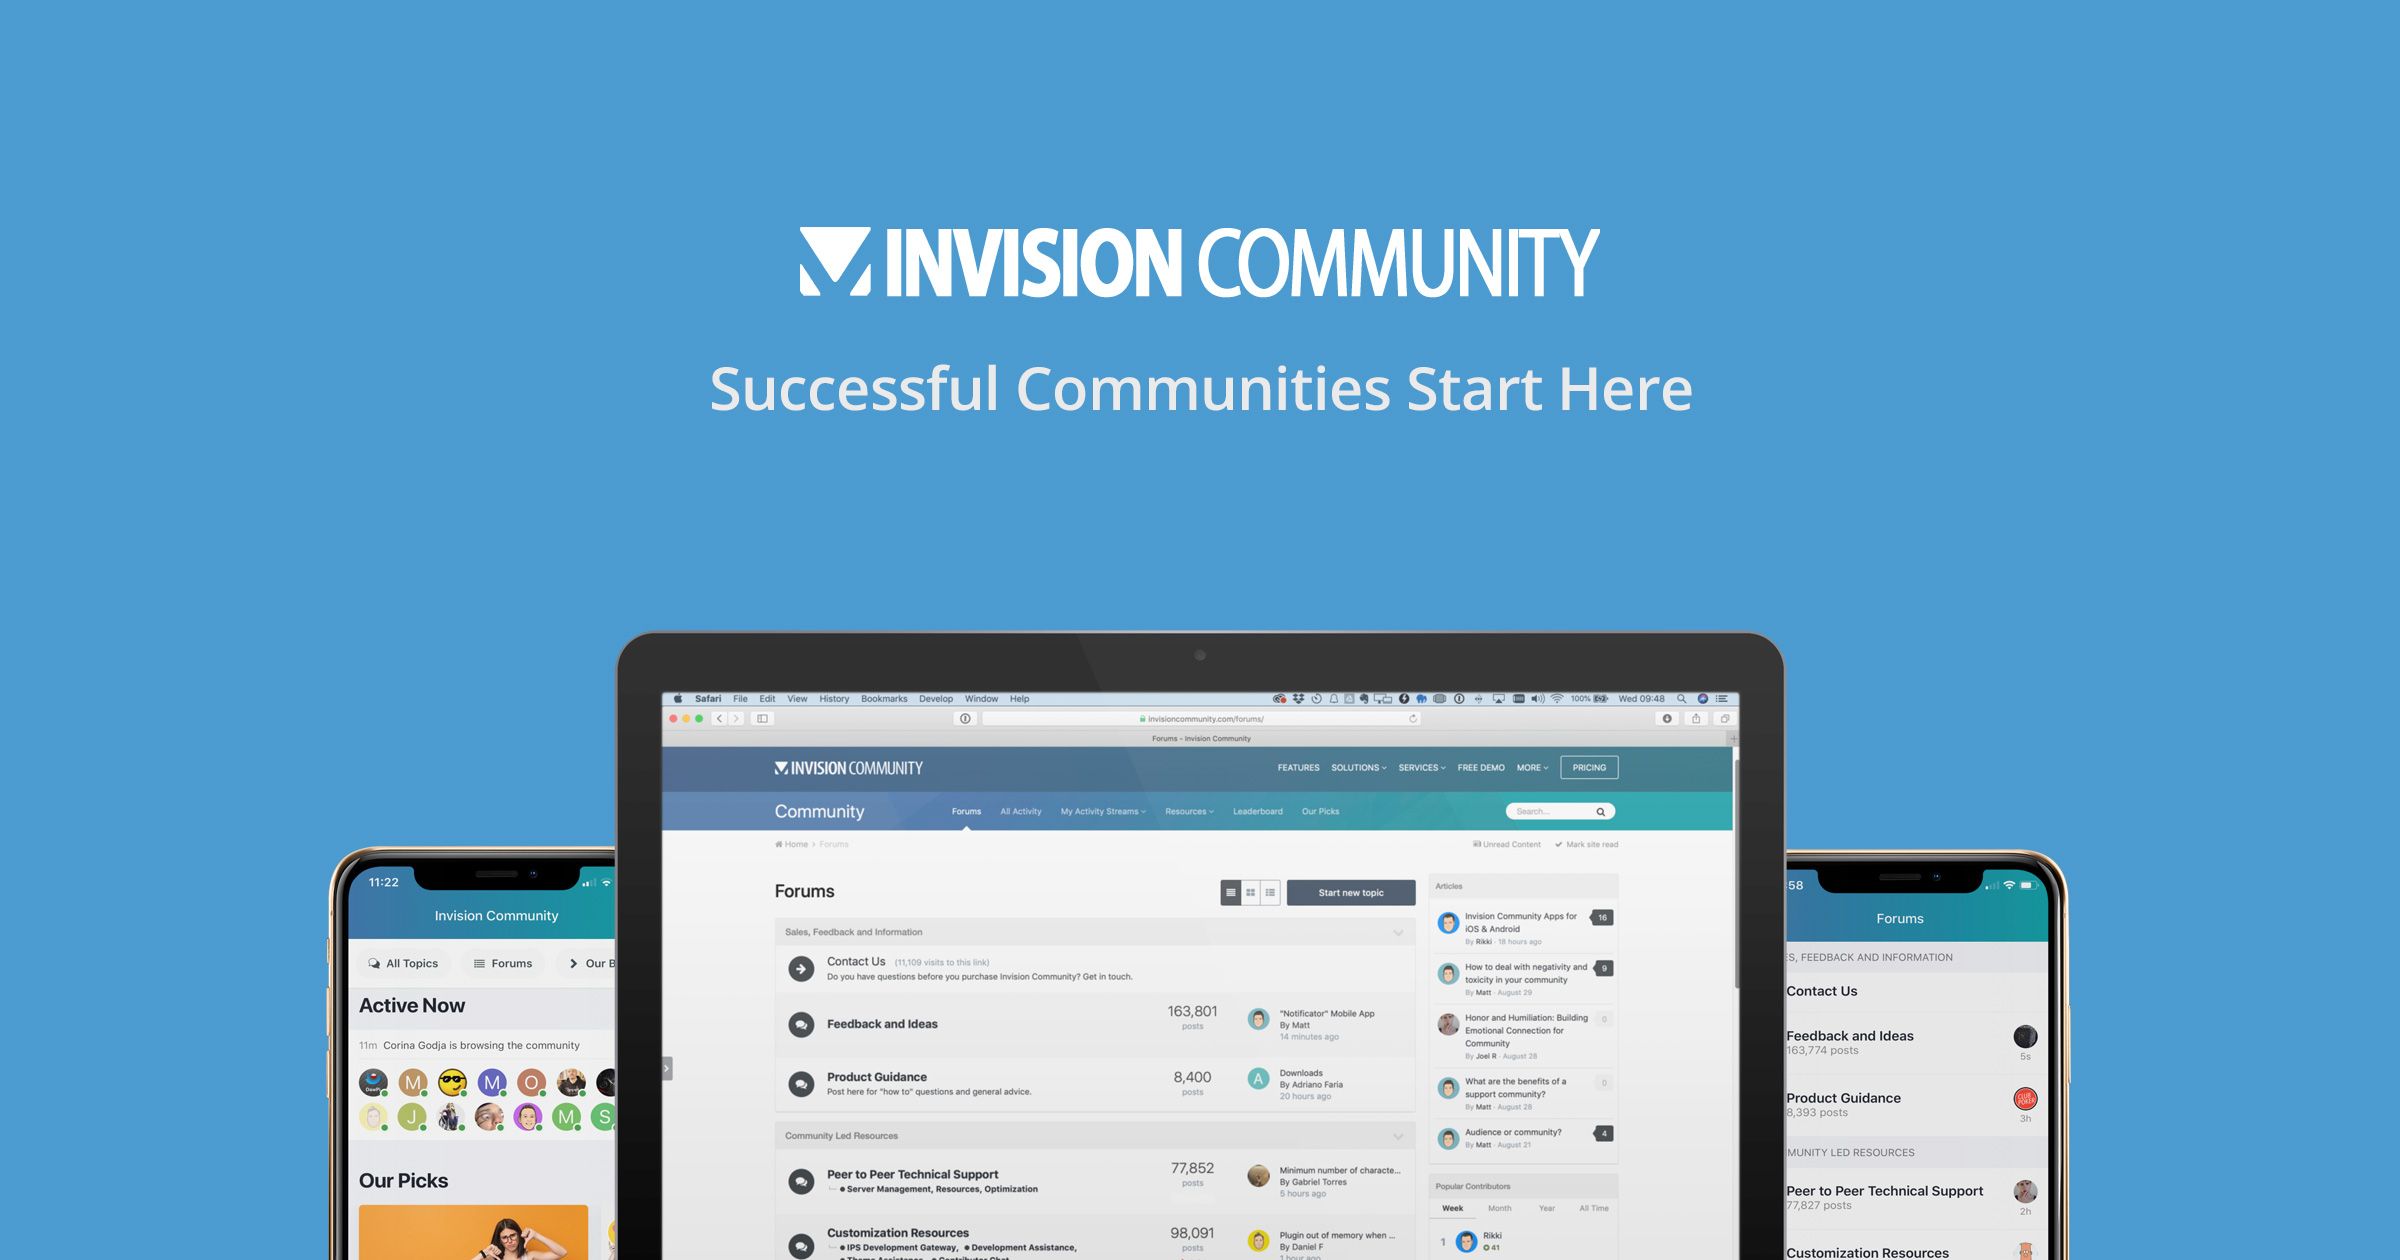 INVISION COMMUNITY
Successful Communities Start Here
Safari File Edit View History Bookmarks Develop Window Help
100% Wed 09:48
invisioncommunity.com/forums/
Forums - Invision Community
INVISION COMMUNITY
FEATURES SOLUTIONS SERVICES FREE DEMO MORE PRICING
Community
Forums All Activity My Activity Streams Resources Leaderboard Our Picks
Search...
Home > Forums
Unread Content Mark site read
Forums
Start new topic
Sales, Feedback and Information
Contact Us (11,109 visits to this link)
Do you have questions before you purchase Invision Community? Get in touch.
Feedback and Ideas
163,801
posts
"Notificator" Mobile App
By Matt
14 minutes ago
Product Guidance
Post here for "how to" questions and general advice.
8,400
posts
A
Downloads
By Adriano Faria
20 hours ago
Community Led Resources
Peer to Peer Technical Support
Server Management, Resources, Optimization
77,852
posts
Minimum number of characte...
By Gabriel Torres
5 hours ago
Customization Resources
IPS Development Gateway, Development Assistance,
Theme Assistance, Contributor Chat
98,091
posts
Plugin out of memory when ...
By Daniel F
1 hour ago
Articles
Invision Community Apps for
iOS & Android
By Rikki · 18 hours ago
16
How to deal with negativity and
toxicity in your community
By Matt · August 29
9
Honor and Humiliation: Building
Emotional Connection for
Community
By Joel R · August 28
0
What are the benefits of a
support community?
By Matt · August 28
0
Audience or community?
By Matt · August 21
4
Popular Contributors
Week Month Year All Time
1 Rikki
41
11:22
Invision Community
All Topics Forums Our B
Active Now
11m Corina Godja is browsing the community
M M O
J M S
Our Picks
:58
Forums
S, FEEDBACK AND INFORMATION
Contact Us
Feedback and Ideas
163,774 posts
5s
Product Guidance
8,393 posts
CLUB
POKER
3h
MUNITY LED RESOURCES
Peer to Peer Technical Support
77,827 posts
2h
Customization Resources